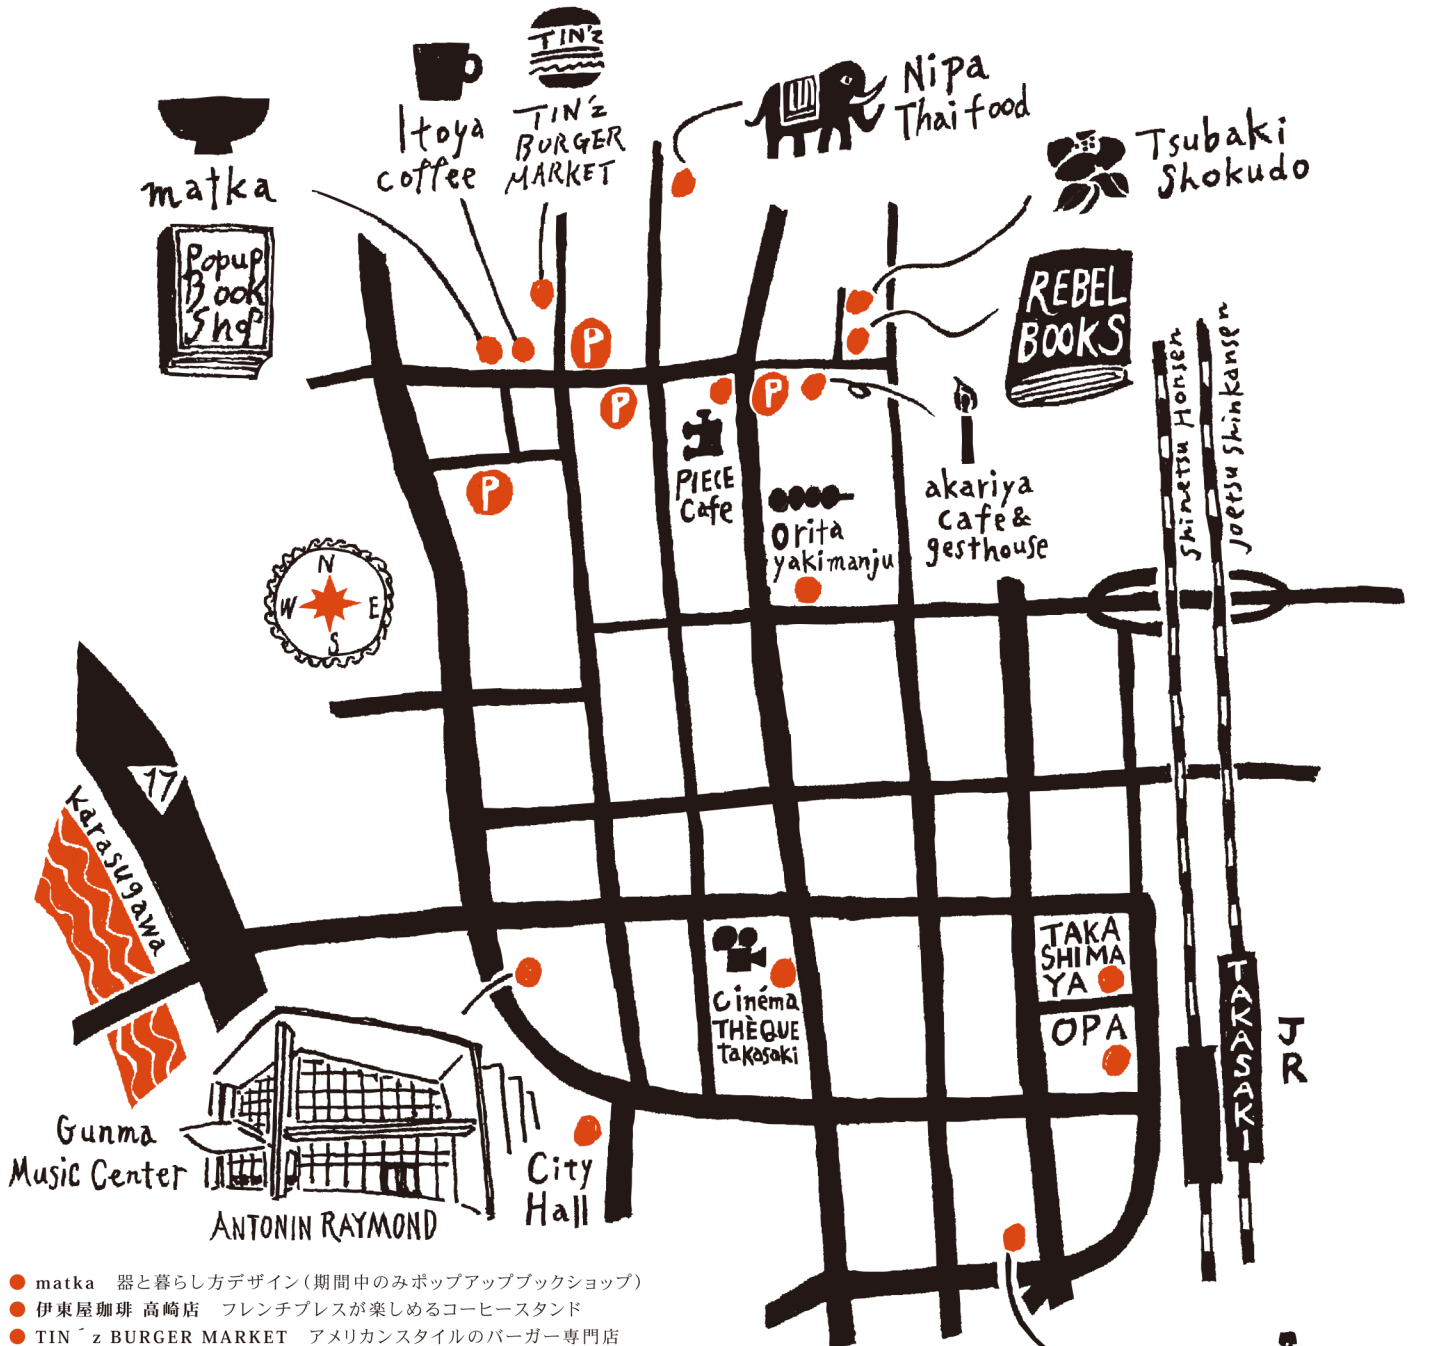 TIN'z
TIN'z
BURGER
MARKET
Itoya
coffee
matka
Popup
Book
Shop
Nipa
Thai food
Tsubaki
Shokudo
REBEL
BOOKS
P
P
P
P
PIECE
Cafe
Orita
yakimanju
akariya
cafe &
gesthouse
Shinetsu Honsen
Joetsu Shinkansen
N
W E
S
17
Karasugawa
Cinéma
THÈQUE
takasaki
TAKA
SHIMA
YA
OPA
TAKASAKI
JR
Gunma
Music Center
ANTONIN RAYMOND
City
Hall
matka 器と暮らし方デザイン(期間中のみポップアップブックショップ)
伊東屋珈琲 高崎店 フレンチプレスが楽しめるコーヒースタンド
TIN´z BURGER MARKET アメリカンスタイルのバーガー専門店